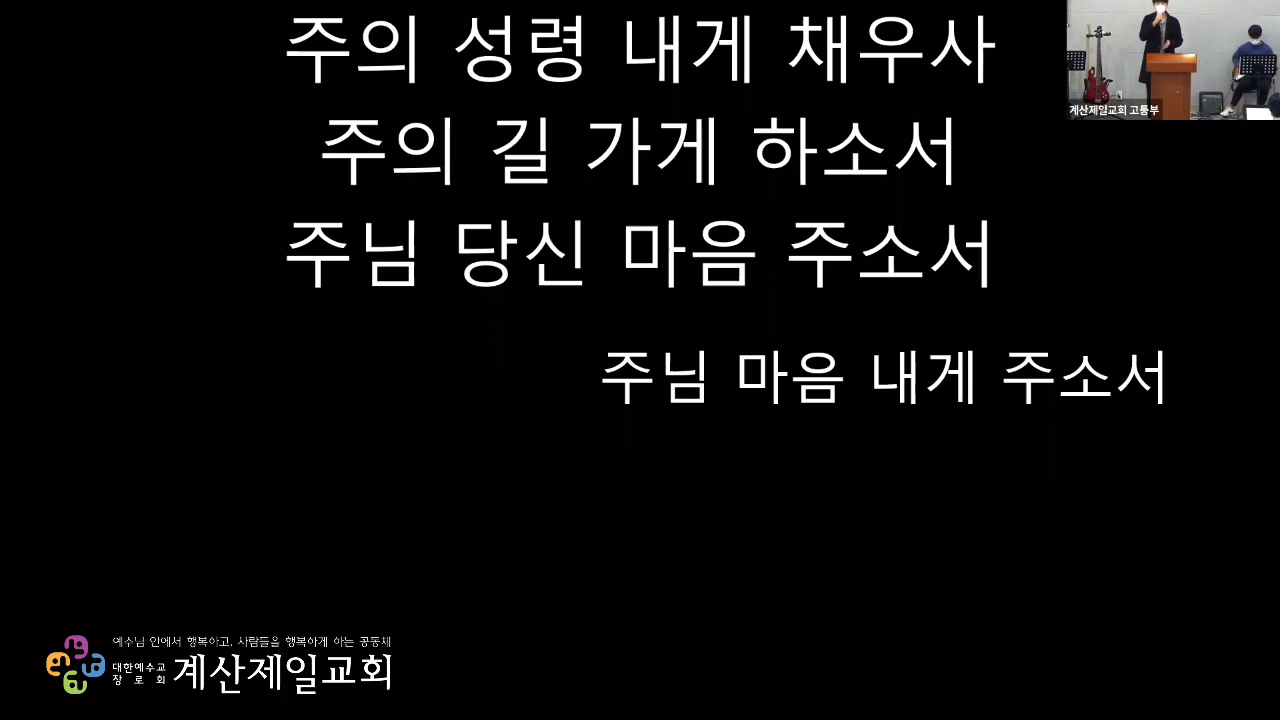 주의 성령 내게 채우사
주의 길 가게 하소서
주님 당신 마음 주소서
주님 마음 내게 주소서
계산제일교회 고등부
예수님 안에서 행복하고, 사람들을 행복하게 하는 공동체
대한예수교
장로회
계산제일교회